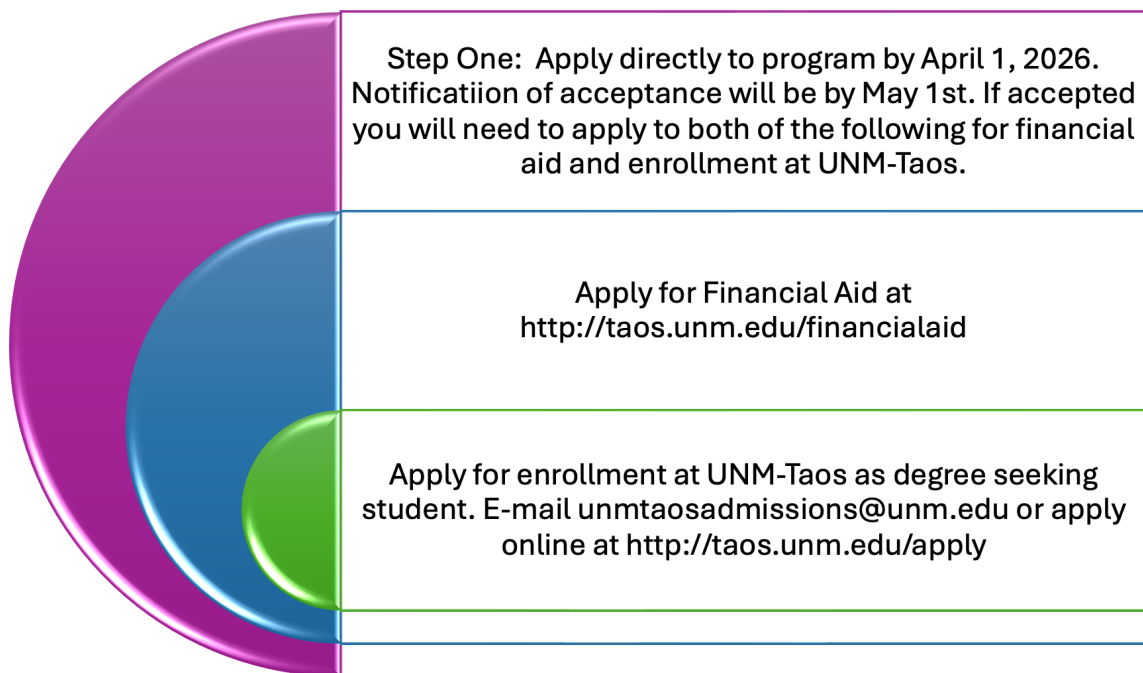 Step One:  Apply directly to program by April 1, 2026.
Notificatiion of acceptance will be by May 1st. If accepted
you will need to apply to both of the following for financial
aid and enrollment at UNM-Taos.
Apply for Financial Aid at
http://taos.unm.edu/financialaid
Apply for enrollment at UNM-Taos as degree seeking
student. E-mail unmtaosadmissions@unm.edu or apply
online at http://taos.unm.edu/apply